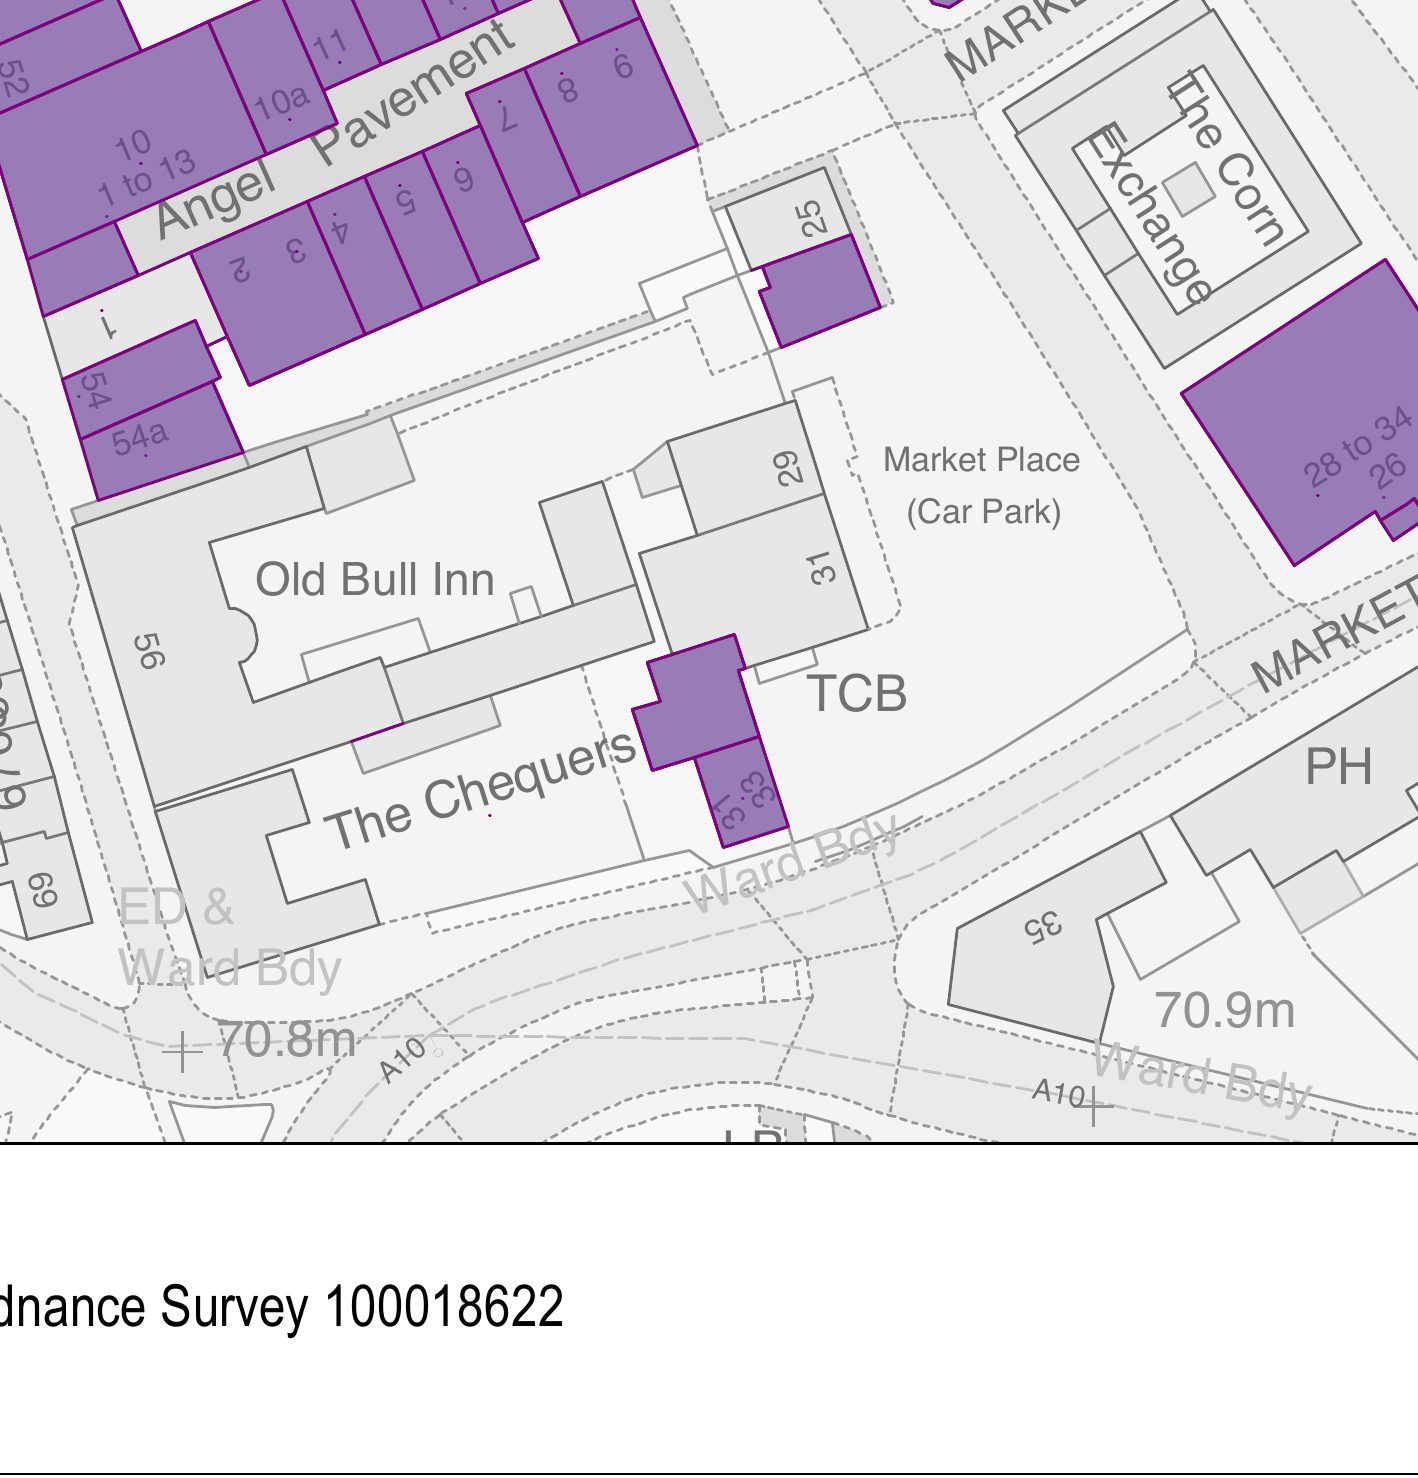 MARKE
52
11
10a
10
1 to 13
Angel Pavement
9
8
7
6
5
4
3
2
1
54
54a
25
The Corn
Exchange
28 to 34
26
Market Place
(Car Park)
29
31
Old Bull Inn
56
TCB
MARKET
The Chequers
31
33
PH
Ward Bdy
69
ED &
Ward Bdy
35
70.8m
A10
70.9m
Ward Bdy
A10
dnance Survey 100018622